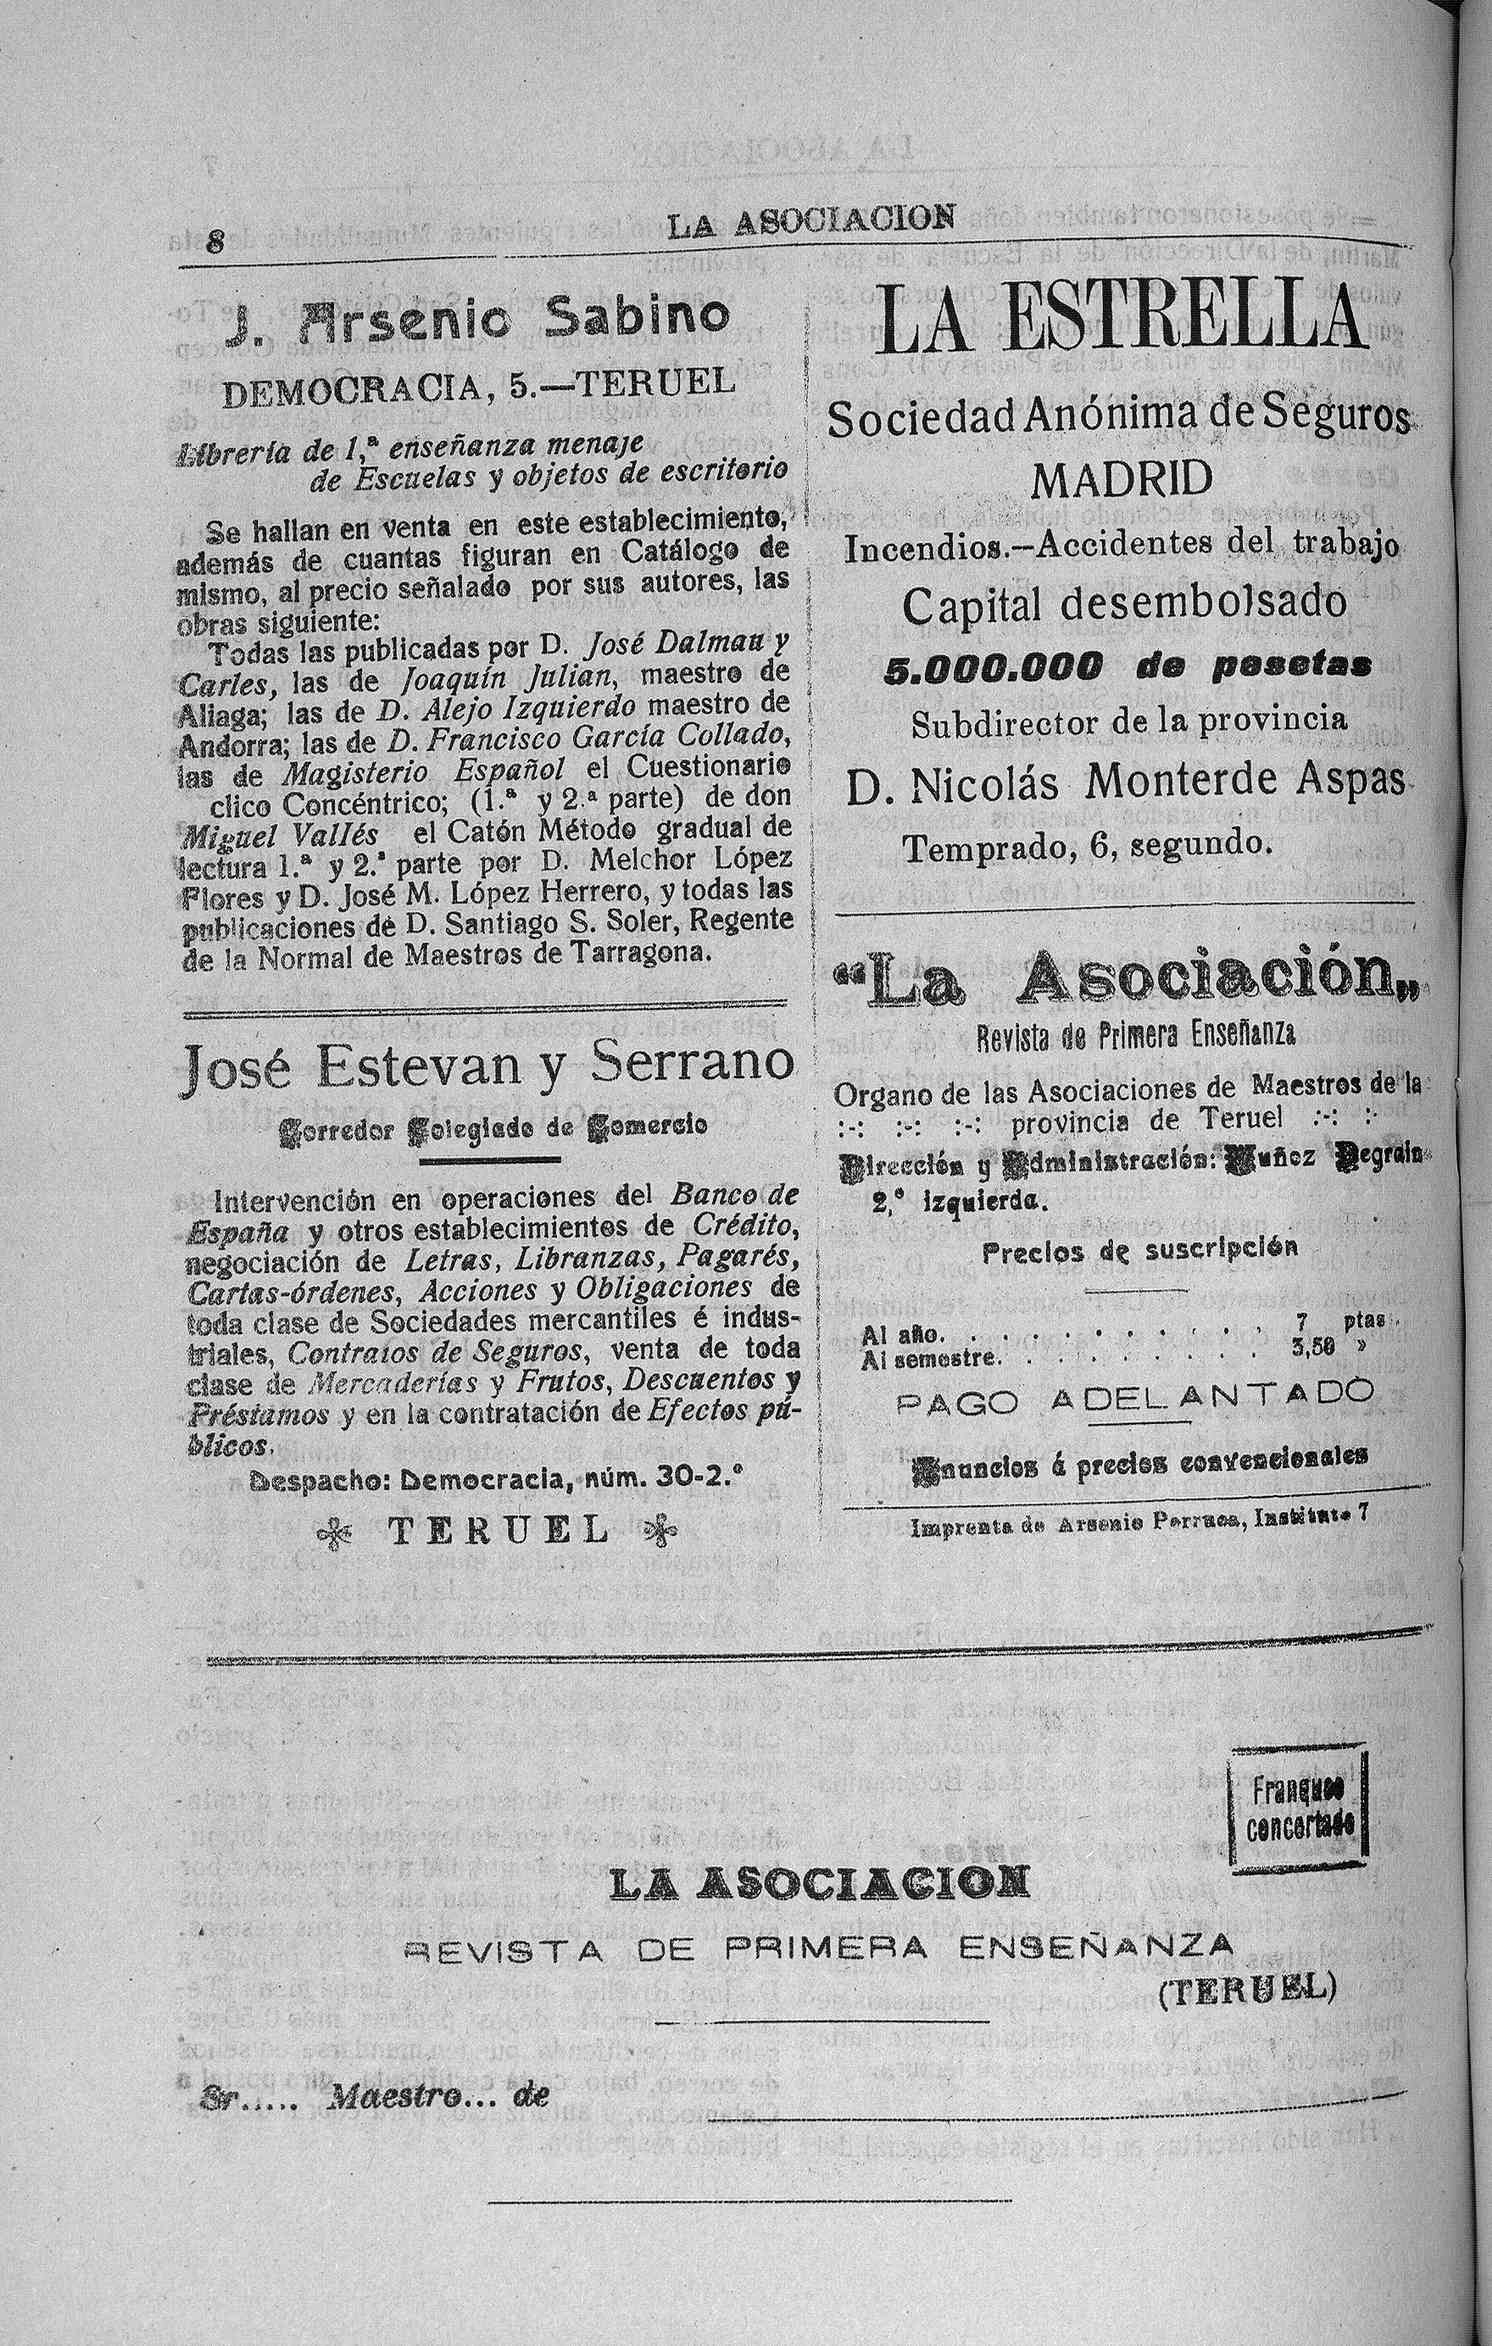 8
LA ASOCIACION
J. Arsenio Sabino
DEMOCRACIA, 5.—TERUEL
Librería de 1,ª enseñanza menaje
de Escuelas y objetos de escritorio
Se hallan en venta en este establecimiento,
además de cuantas figuran en Catálogo de
mismo, al precio señalado por sus autores, las
obras siguiente:
Todas las publicadas por D. José Dalmau y
Carles, las de Joaquín Julian, maestro de
Aliaga; las de D. Alejo Izquierdo maestro de
Andorra; las de D. Francisco García Collado,
las de Magisterio Español el Cuestionario
clico Concéntrico; (1.ª y 2.ª parte) de don
Miguel Vallés el Catón Método gradual de
lectura 1.ª y 2.ª parte por D. Melchor López
Flores y D. José M. López Herrero, y todas las
publicaciones de D. Santiago S. Soler, Regente
de la Normal de Maestros de Tarragona.
José Estevan y Serrano
Corredor Colegiado de Comercio
Intervención en operaciones del Banco de
España y otros establecimientos de Crédito,
negociación de Letras, Libranzas, Pagarés,
Cartas-órdenes, Acciones y Obligaciones de
toda clase de Sociedades mercantiles é indus-
triales, Contratos de Seguros, venta de toda
clase de Mercaderías y Frutos, Descuentos y
Préstamos y en la contratación de Efectos pú-
blicos.
Despacho: Democracia, núm. 30-2.º
TERUEL
LA ESTRELLA
Sociedad Anónima de Seguros
MADRID
Incendios.—Accidentes del trabajo
Capital desembolsado
5.000.000 de pesetas
Subdirector de la provincia
D. Nicolás Monterde Aspas
Temprado, 6, segundo.
“La Asociación„
Revista de Primera Enseñanza
Organo de las Asociaciones de Maestros de la
:-: :-: :-: provincia de Teruel :-: :-
Dirección y Administración: Muñoz Degrain
2,º izquierda.
Precios de suscripción
Al año. . . . . . . . . . . . 7 ptas.
Al semestre. . . . . . . . . . 3,50 »
PAGO ADELANTADO
Anuncios á precios convencionales
Imprenta de Arsenio Perruca, Instituto 7
Franqueo
concertado
LA ASOCIACION
REVISTA DE PRIMERA ENSEÑANZA
(TERUEL)
Sr..... Maestro... de